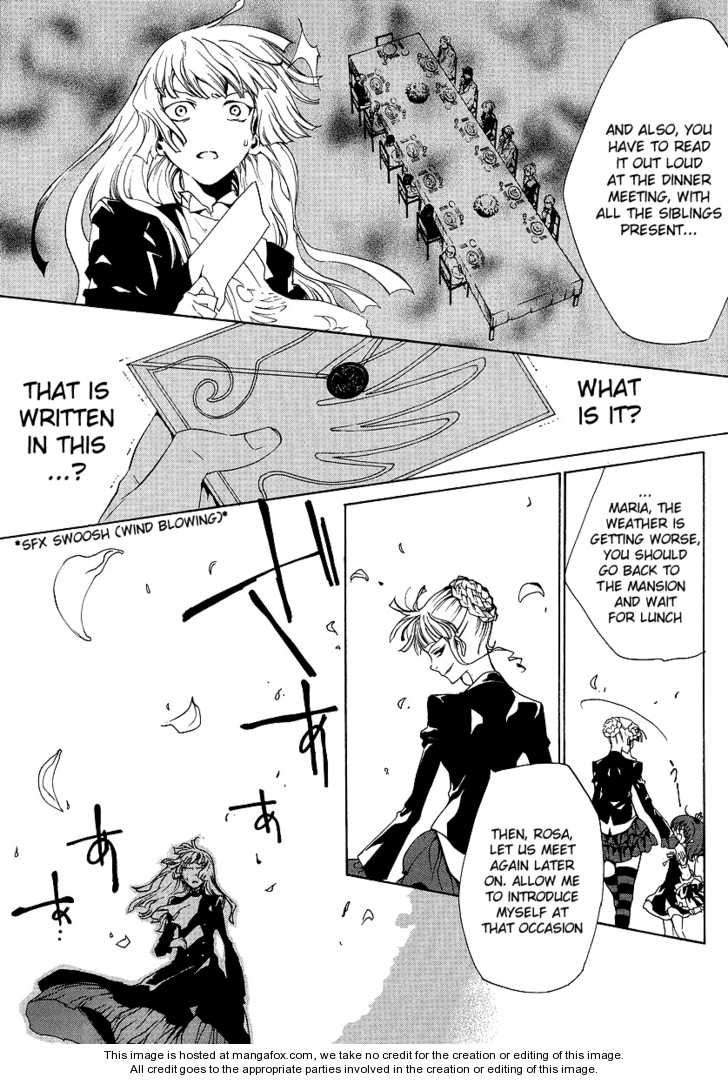 AND ALSO, YOU
HAVE TO READ
IT OUT LOUD
AT THE DINNER
MEETING, WITH
ALL THE SIBLINGS
PRESENT...
WHAT
IS IT?
THAT IS
WRITTEN
IN THIS
...?
...
MARIA, THE
WEATHER IS
GETTING WORSE,
YOU SHOULD
GO BACK TO
THE MANSION
AND WAIT
FOR LUNCH
THEN, ROSA,
LET US MEET
AGAIN LATER
ON. ALLOW ME
TO INTRODUCE
MYSELF AT
THAT OCCASION
*SFX SWOOSH (WIND BLOWING)*
This image is hosted at mangafox.com, we take no credit for the creation or editing of this image.
All credit goes to the appropriate parties involved in the creation or editing of this image.